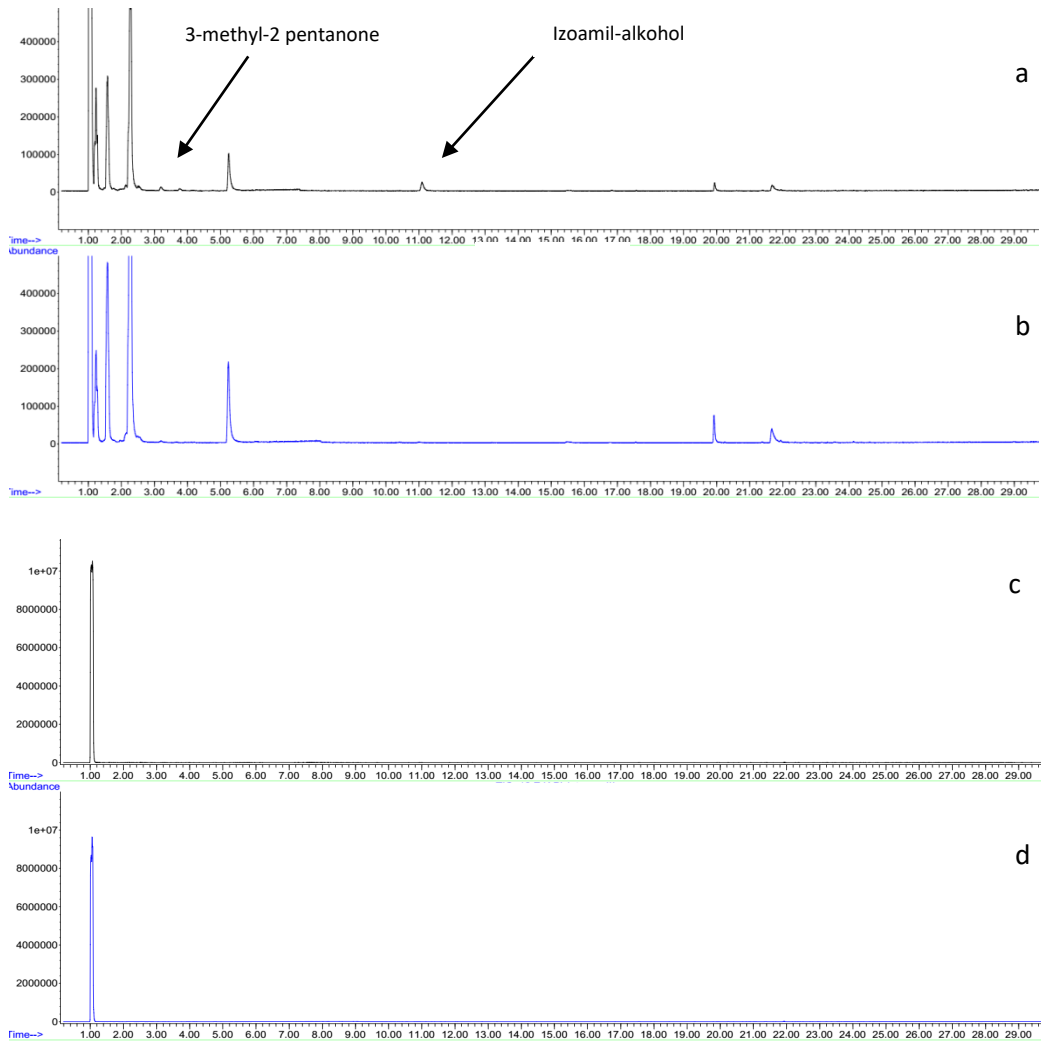 3-methyl-2 pentanone
Izoamil-alkohol
a
400000
300000
200000
100000
0
Time-->
1.00 2.00 3.00 4.00 5.00 6.00 7.00 8.00 9.00 10.00 11.00 12.00 13.00 14.00 15.00 16.00 17.00 18.00 19.00 20.00 21.00 22.00 23.00 24.00 25.00 26.00 27.00 28.00 29.00
Abundance
b
400000
300000
200000
100000
0
Time-->
1.00 2.00 3.00 4.00 5.00 6.00 7.00 8.00 9.00 10.00 11.00 12.00 13.00 14.00 15.00 16.00 17.00 18.00 19.00 20.00 21.00 22.00 23.00 24.00 25.00 26.00 27.00 28.00 29.00
c
1e+07
8000000
6000000
4000000
2000000
0
Time-->
1.00 2.00 3.00 4.00 5.00 6.00 7.00 8.00 9.00 10.00 11.00 12.00 13.00 14.00 15.00 16.00 17.00 18.00 19.00 20.00 21.00 22.00 23.00 24.00 25.00 26.00 27.00 28.00 29.00
Abundance
d
1e+07
8000000
6000000
4000000
2000000
0
Time-->
1.00 2.00 3.00 4.00 5.00 6.00 7.00 8.00 9.00 10.00 11.00 12.00 13.00 14.00 15.00 16.00 17.00 18.00 19.00 20.00 21.00 22.00 23.00 24.00 25.00 26.00 27.00 28.00 29.00